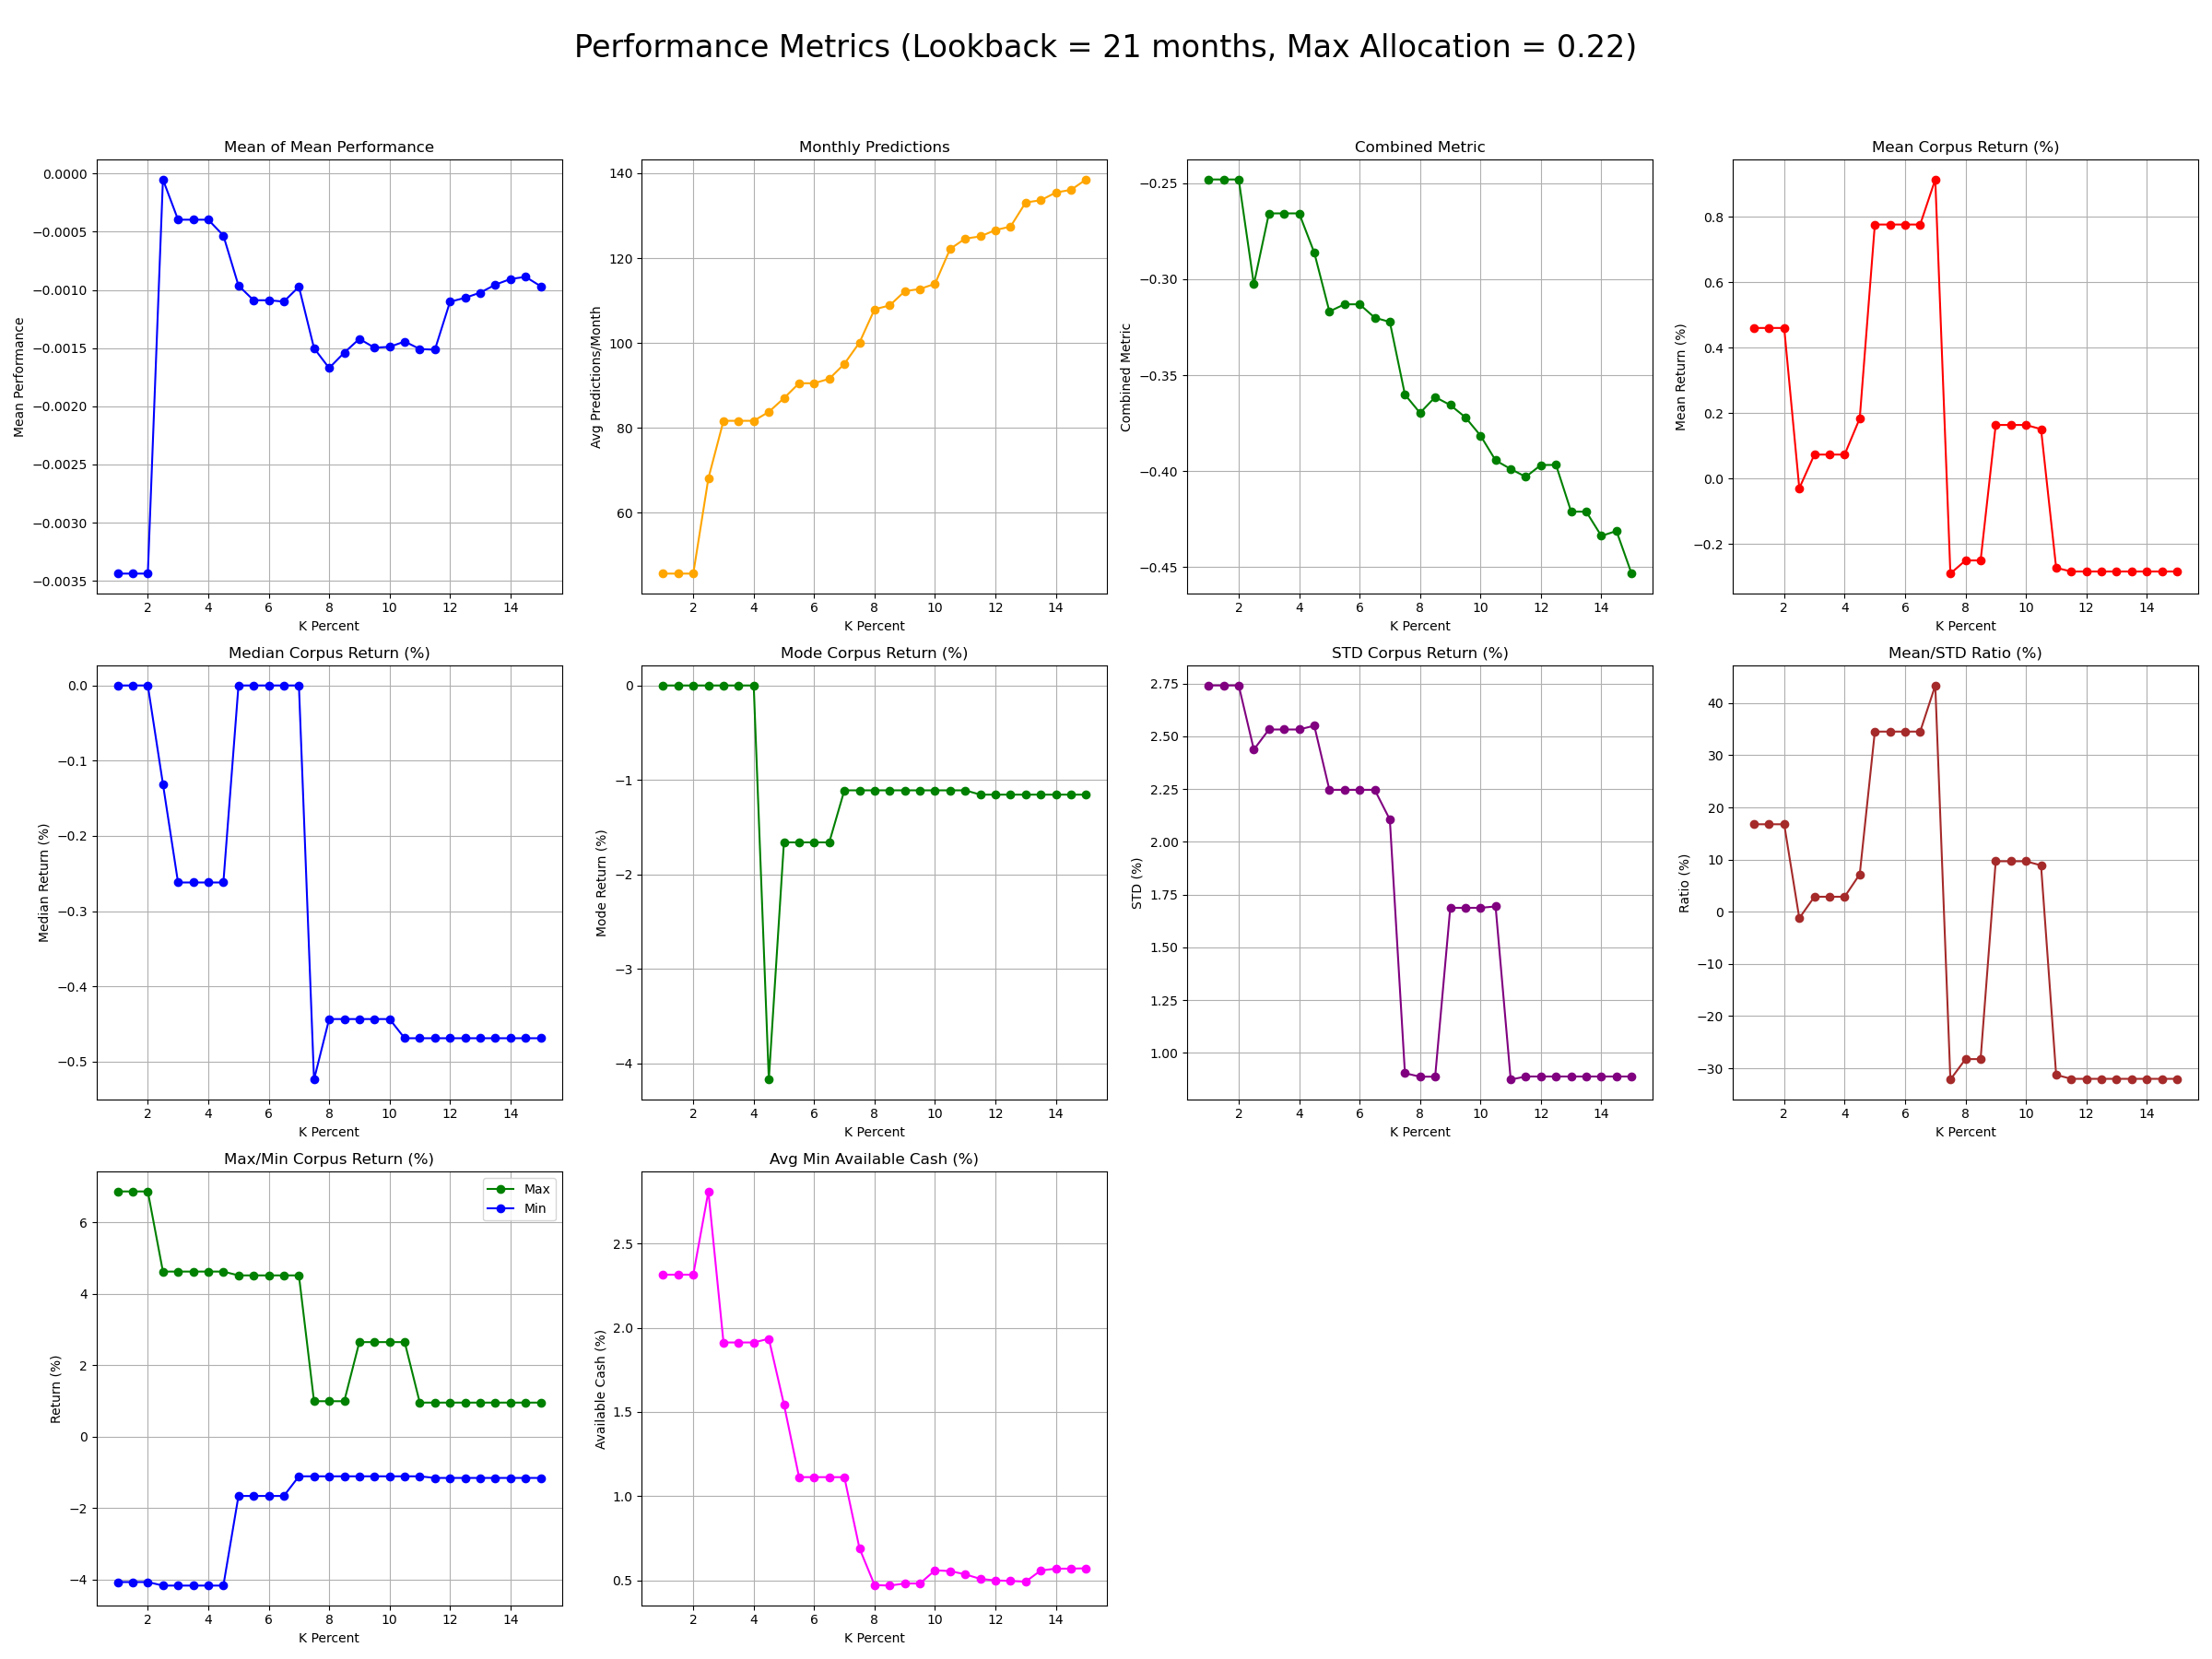 Performance Metrics (Lookback = 21 months, Max Allocation = 0.22)
Mean of Mean Performance
Mean Performance
0.0000
−0.0005
−0.0010
−0.0015
−0.0020
−0.0025
−0.0030
−0.0035
2 4 6 8 10 12 14
K Percent
Monthly Predictions
Avg Predictions/Month
140
120
100
80
60
2 4 6 8 10 12 14
K Percent
Combined Metric
Combined Metric
−0.25
−0.30
−0.35
−0.40
−0.45
2 4 6 8 10 12 14
K Percent
Mean Corpus Return (%)
Mean Return (%)
0.8
0.6
0.4
0.2
0.0
−0.2
2 4 6 8 10 12 14
K Percent
Median Corpus Return (%)
Median Return (%)
0.0
−0.1
−0.2
−0.3
−0.4
−0.5
2 4 6 8 10 12 14
K Percent
Mode Corpus Return (%)
Mode Return (%)
0
−1
−2
−3
−4
2 4 6 8 10 12 14
K Percent
STD Corpus Return (%)
STD (%)
2.75
2.50
2.25
2.00
1.75
1.50
1.25
1.00
2 4 6 8 10 12 14
K Percent
Mean/STD Ratio (%)
Ratio (%)
40
30
20
10
0
−10
−20
−30
2 4 6 8 10 12 14
K Percent
Max/Min Corpus Return (%)
Return (%)
6
4
2
0
−2
−4
Max
Min
2 4 6 8 10 12 14
K Percent
Avg Min Available Cash (%)
Available Cash (%)
2.5
2.0
1.5
1.0
0.5
2 4 6 8 10 12 14
K Percent